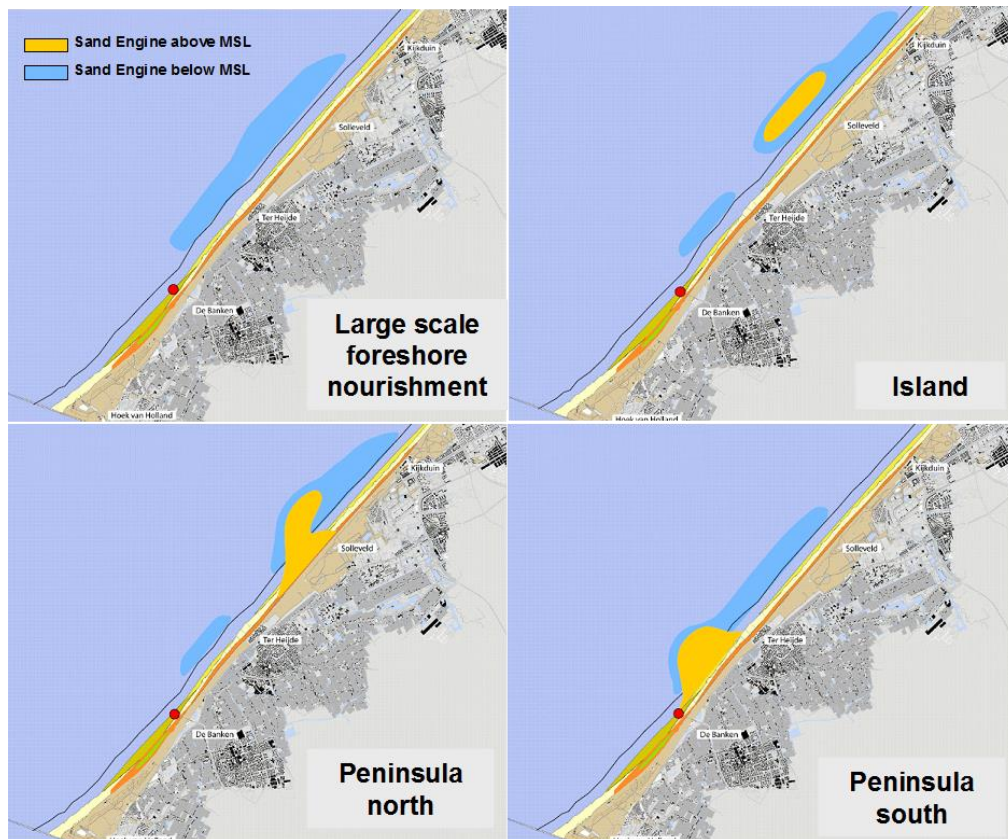 Sand Engine above MSL
Sand Engine below MSL
Kijkduin
Solleveld
Ter Heijde
De Banken
Hoek van Holland
Large scale
foreshore
nourishment
Kijkduin
Solleveld
Ter Heijde
De Banken
Island
Kijkduin
Solleveld
Ter Heijde
De Banken
Peninsula
north
Kijkduin
Solleveld
Ter Heijde
De Banken
Peninsula
south